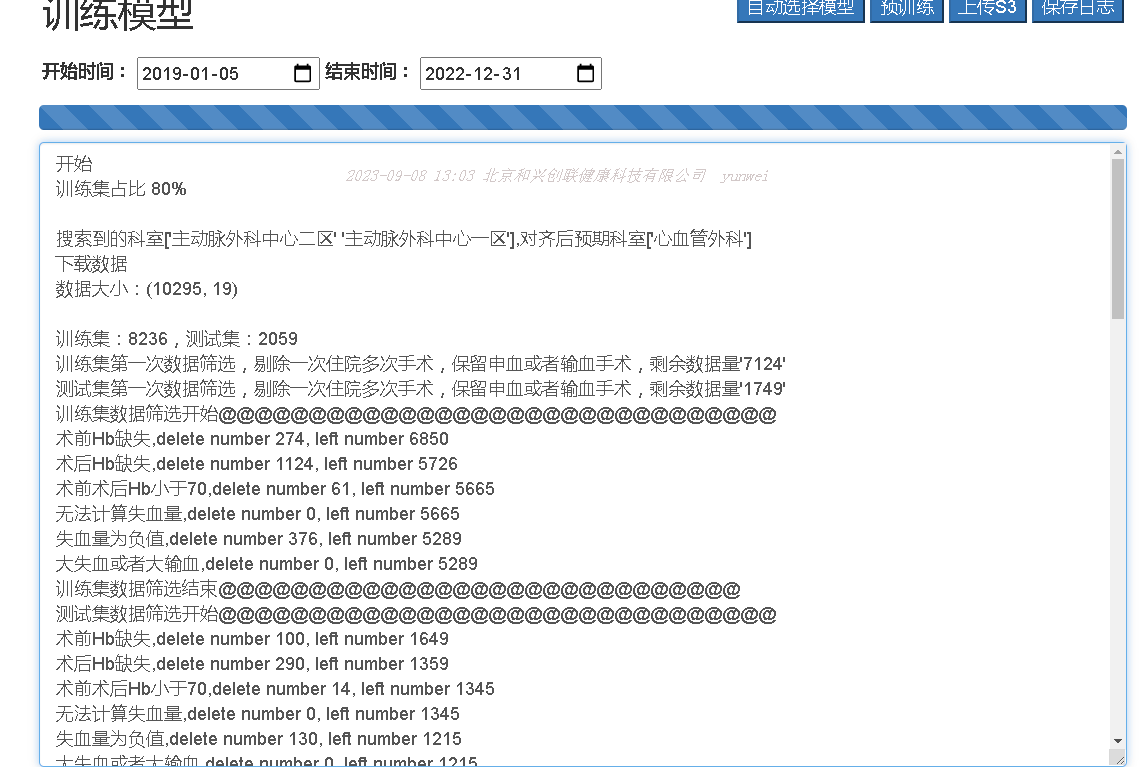 训练模型
自动选择模型 预训练 上传S3 保存日志
开始时间： 2019-01-05 结束时间： 2022-12-31
开始
2023-09-08 13:03 北京和兴创联健康科技有限公司 yunwei
训练集占比 80%
搜索到的科室['主动脉外科中心二区' '主动脉外科中心一区'],对齐后预期科室['心血管外科']
下载数据
数据大小：(10295, 19)
训练集：8236，测试集：2059
训练集第一次数据筛选，剔除一次住院多次手术，保留申血或者输血手术，剩余数据量'7124'
测试集第一次数据筛选，剔除一次住院多次手术，保留申血或者输血手术，剩余数据量'1749'
训练集数据筛选开始@@@@@@@@@@@@@@@@@@@@@@@@@@@@@@@
术前Hb缺失,delete number 274, left number 6850
术后Hb缺失,delete number 1124, left number 5726
术前术后Hb小于70,delete number 61, left number 5665
无法计算失血量,delete number 0, left number 5665
失血量为负值,delete number 376, left number 5289
大失血或者大输血,delete number 0, left number 5289
训练集数据筛选结束@@@@@@@@@@@@@@@@@@@@@@@@@@@@@
测试集数据筛选开始@@@@@@@@@@@@@@@@@@@@@@@@@@@@@@@
术前Hb缺失,delete number 100, left number 1649
术后Hb缺失,delete number 290, left number 1359
术前术后Hb小于70,delete number 14, left number 1345
无法计算失血量,delete number 0, left number 1345
失血量为负值,delete number 130, left number 1215
大失血或者大输血,delete number 0, left number 1215